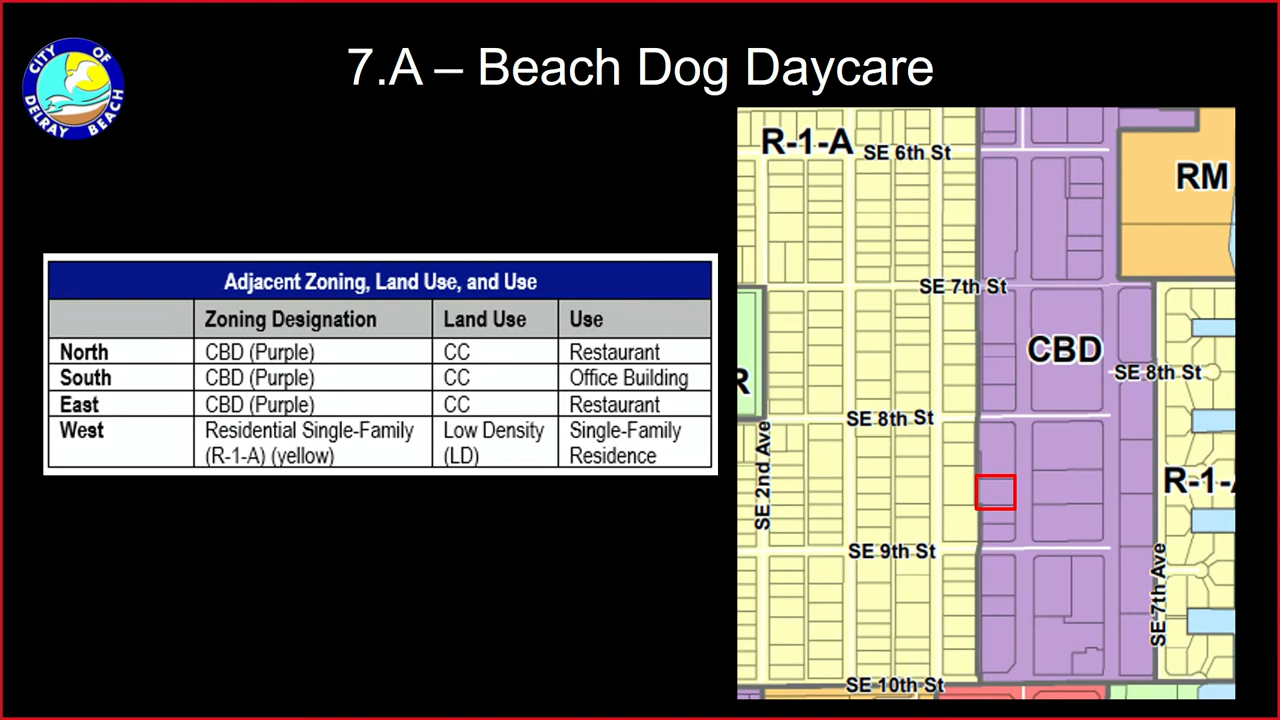 CITY OF
DELRAY BEACH
7.A – Beach Dog Daycare
Adjacent Zoning, Land Use, and Use
Zoning Designation Land Use Use
North CBD (Purple) CC Restaurant
South CBD (Purple) CC Office Building
East CBD (Purple) CC Restaurant
West Residential Single-Family Low Density Single-Family
(R-1-A) (yellow) (LD) Residence
R-1-A
SE 6th St
RM
SE 7th St
CBD
SE 8th St
R
SE 8th St
SE 2nd Ave
R-1-A
SE 9th St
SE 7th Ave
SE 10th St